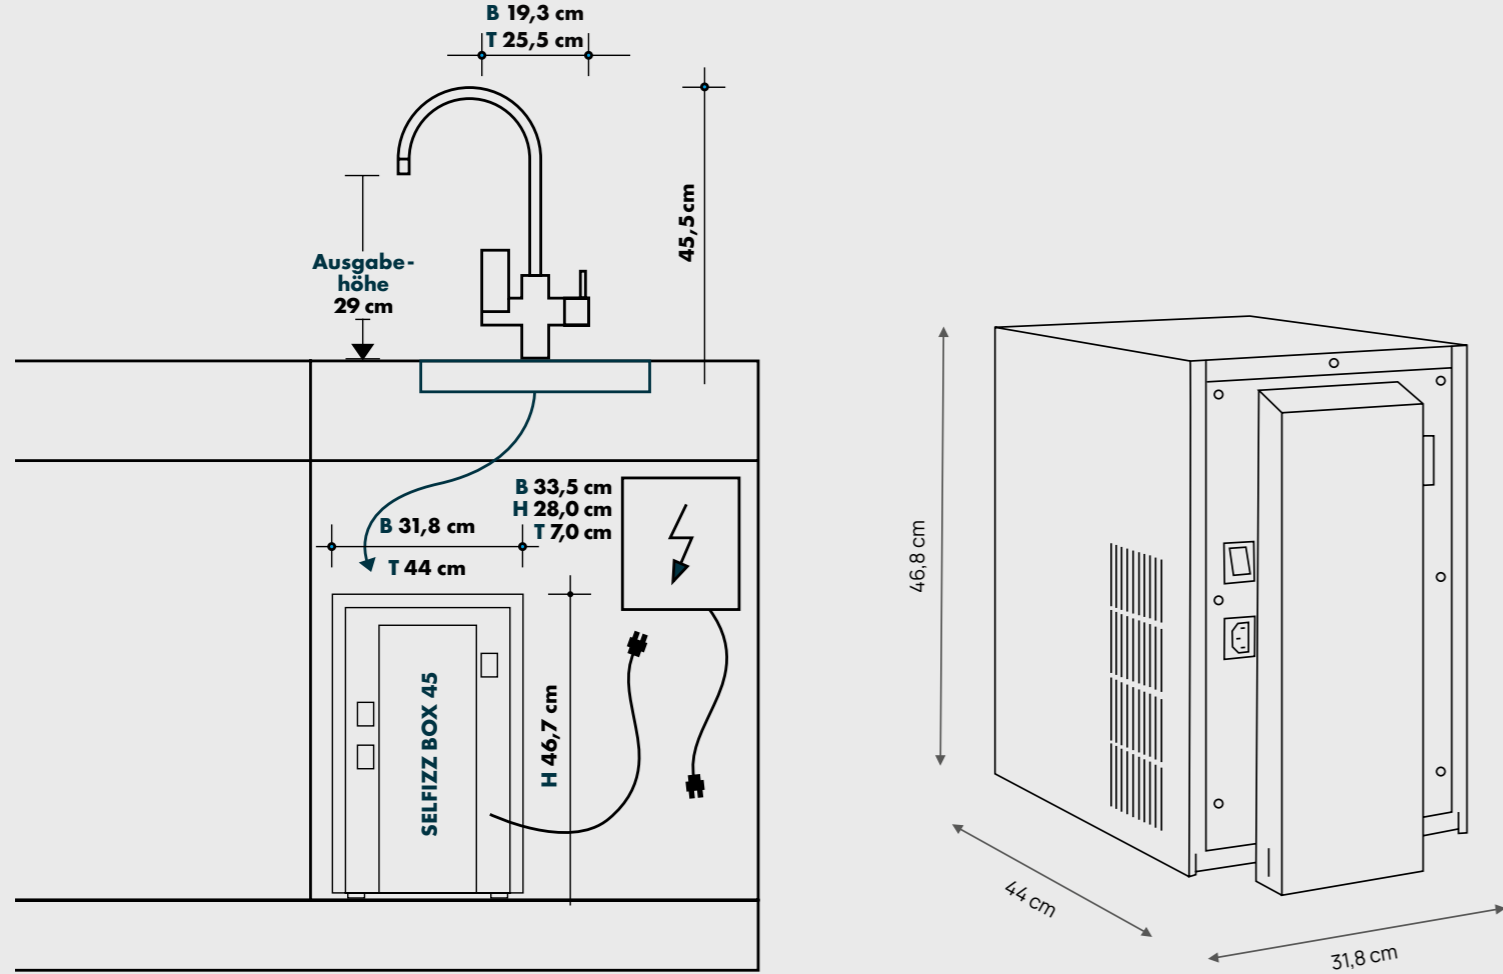 B 19,3 cm
T 25,5 cm
45,5 cm
Ausgabe-
höhe
29 cm
B 33,5 cm
H 28,0 cm
T 7,0 cm
B 31,8 cm
T 44 cm
SELFIZZ BOX 45
H 46,7 cm
46,8 cm
44 cm
31,8 cm